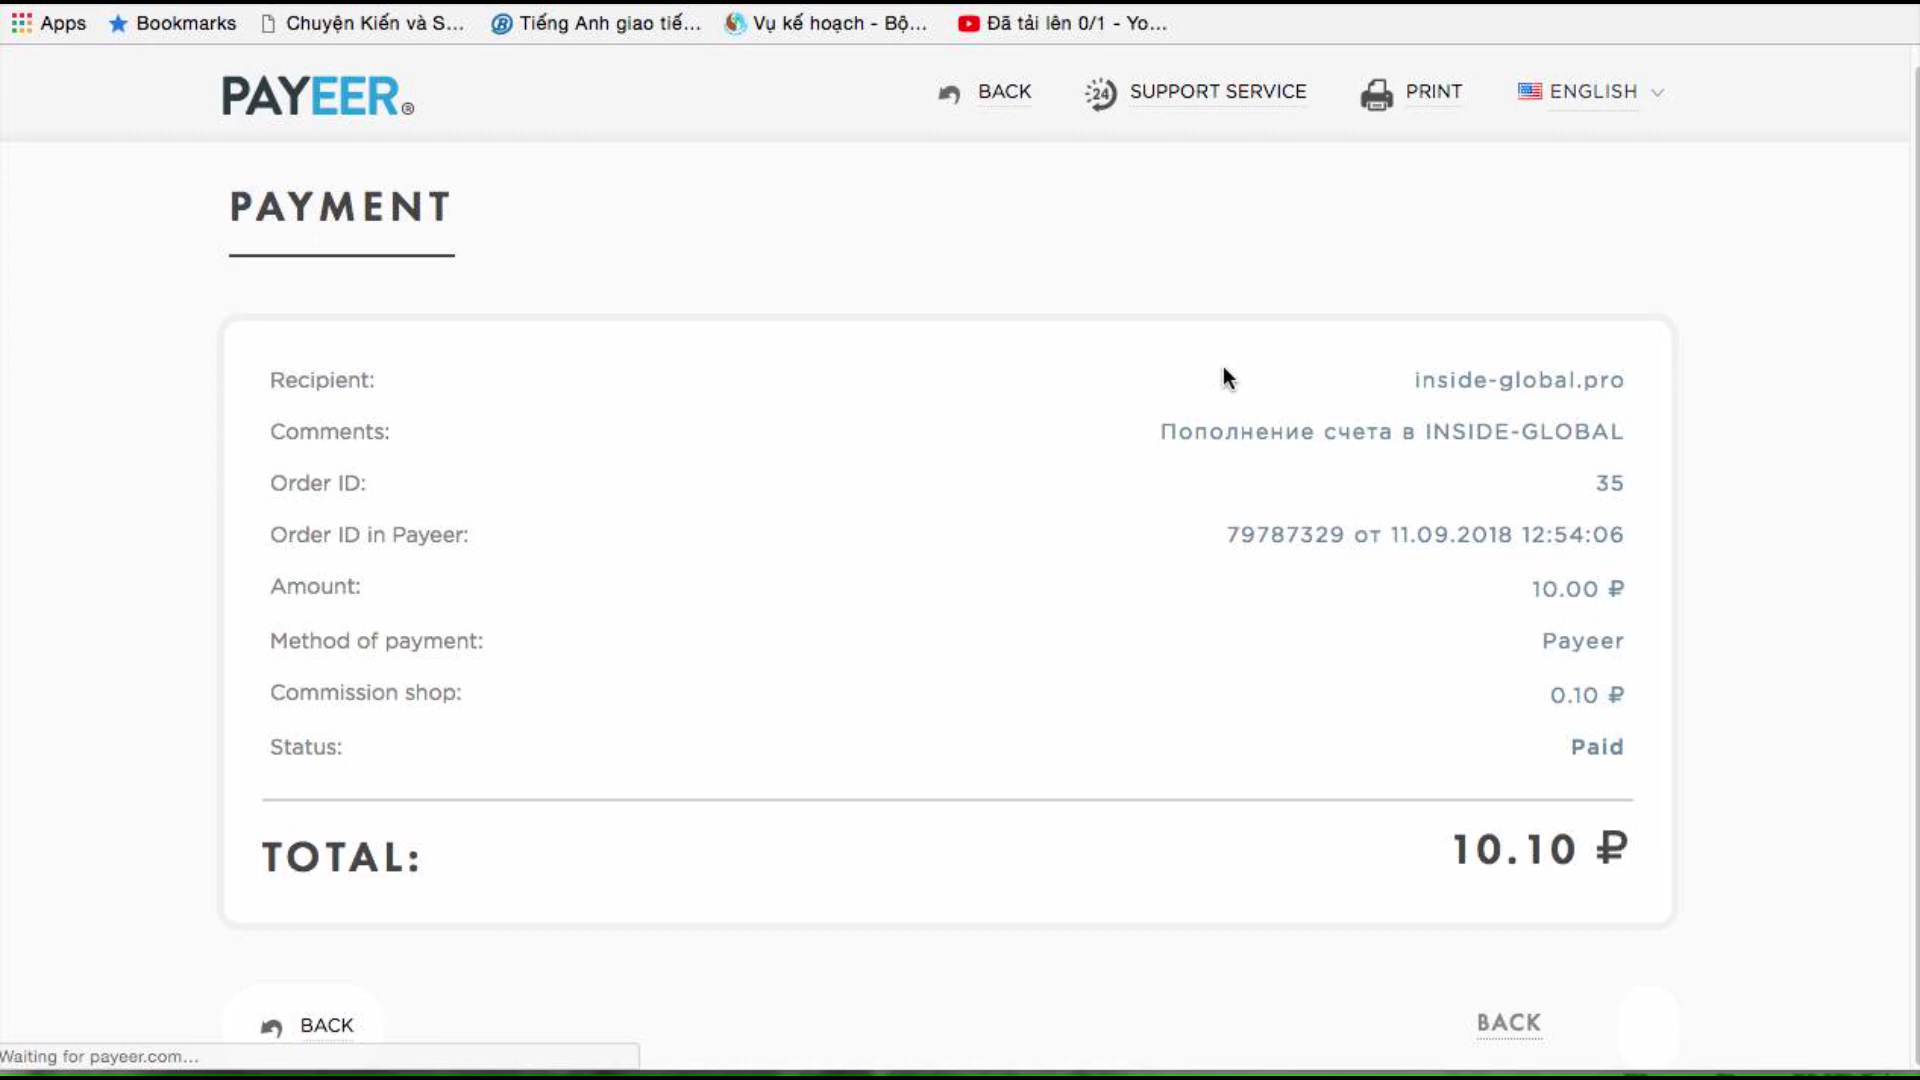 Apps Bookmarks Chuyện Kiến và S... Tiếng Anh giao tiế... Vụ kế hoạch - Bộ... Đã tải lên 0/1 - Yo...
PAYEER® BACK 24 SUPPORT SERVICE PRINT ENGLISH
PAYMENT
Recipient: inside-global.pro
Comments: Пополнение счета в INSIDE-GLOBAL
Order ID: 35
Order ID in Payeer: 79787329 от 11.09.2018 12:54:06
Amount: 10.00 ₽
Method of payment: Payeer
Commission shop: 0.10 ₽
Status: Paid
TOTAL: 10.10 ₽
BACK BACK
Waiting for payeer.com...